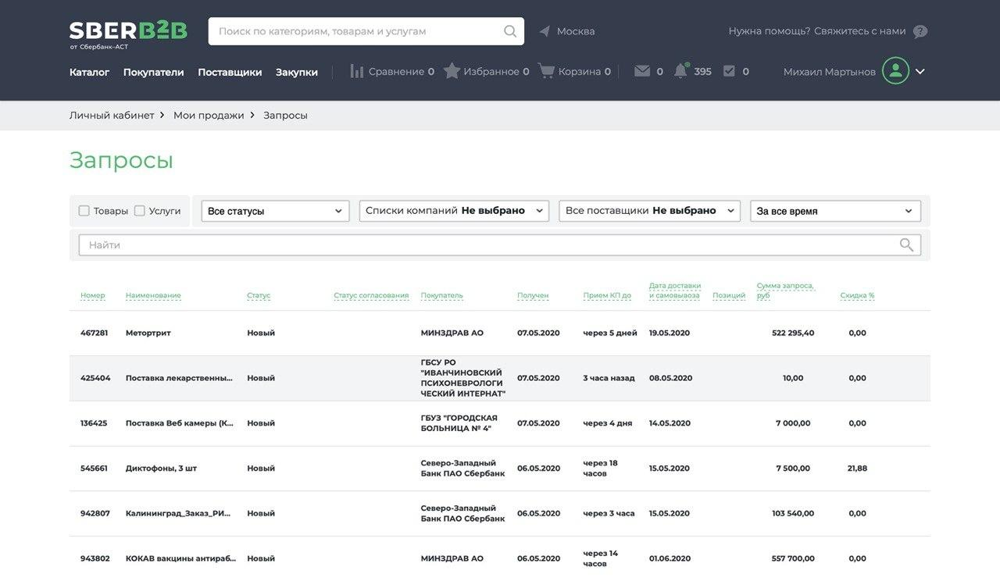 SBERB2B
от Сбербанк–АСТ
Поиск по категориям, товарам и услугам
Москва
Нужна помощь? Свяжитесь с нами ?
Каталог Покупатели Поставщики Закупки
Сравнение 0 Избранное 0 Корзина 0
0 395 0
Михаил Мартынов
Личный кабинет > Мои продажи > Запросы
Запросы
Товары Услуги
Все статусы
Списки компаний Не выбрано
Все поставщики Не выбрано
За все время
Найти
Номер Наименование Статус Статус согласования Покупатель Получен Прием КП до
Дата доставки
и самовывоза
Позиций
Сумма запроса,
руб
Скидка %
467281 Метортрит Новый МИНЗДРАВ АО 07.05.2020 через 5 дней 19.05.2020 522 295,40 0,00
425404 Поставка лекарственны... Новый
ГБСУ РО
"ИВАНЧИНОВСКИЙ
ПСИХОНЕВРОЛОГИ
ЧЕСКИЙ ИНТЕРНАТ"
07.05.2020 3 часа назад 08.05.2020 10,00 0,00
136425 Поставка Веб камеры (К... Новый
ГБУЗ "ГОРОДСКАЯ
БОЛЬНИЦА № 4"
07.05.2020 через 4 дня 14.05.2020 7 000,00 0,00
545661 Диктофоны, 3 шт Новый
Северо-Западный
Банк ПАО Сбербанк
06.05.2020
через 18
часов
15.05.2020 7 500,00 21,88
942807 Калининград_Заказ_РИ... Новый
Северо-Западный
Банк ПАО Сбербанк
06.05.2020 через 3 часа 15.05.2020 103 540,00 0,00
943802 КОКАВ вакцины антираб... Новый МИНЗДРАВ АО 06.05.2020
через 14
часов
01.06.2020 557 700,00 0,00